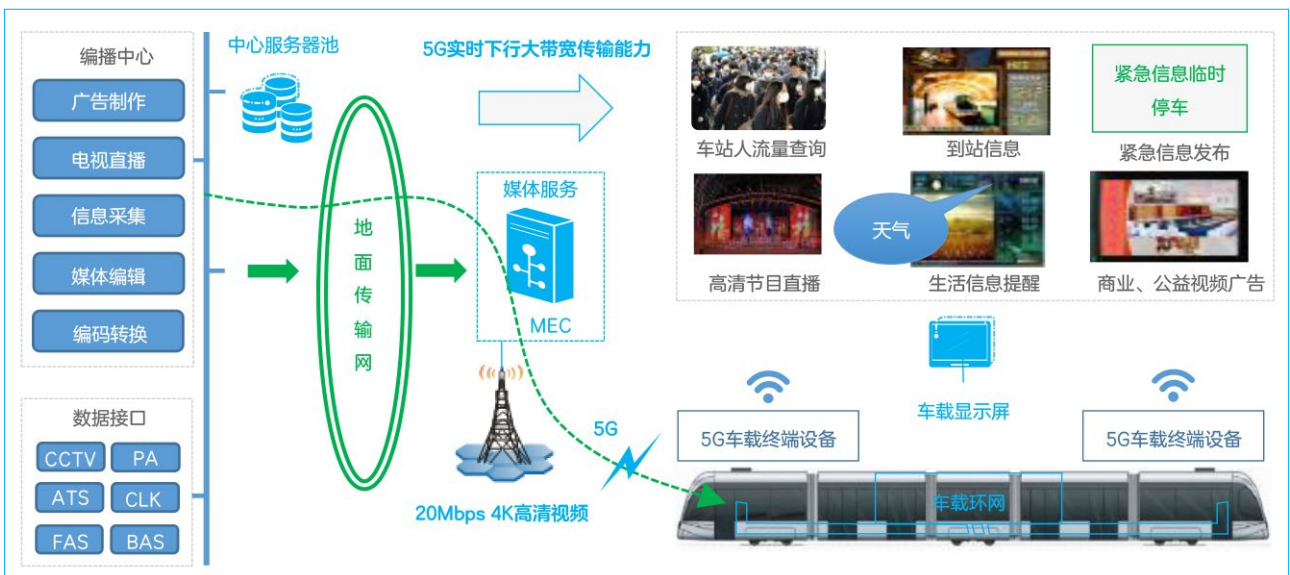 编播中心
广告制作
电视直播
信息采集
媒体编辑
编码转换
数据接口
CCTV PA
ATS CLK
FAS BAS
中心服务器池
地
面
传
输
网
5G实时下行大带宽传输能力
媒体服务
MEC
5G
20Mbps 4K高清视频
车站人流量查询
到站信息
紧急信息临时
停车
紧急信息发布
高清节目直播
天气
生活信息提醒
商业、公益视频广告
车载显示屏
5G车载终端设备
5G车载终端设备
车载环网